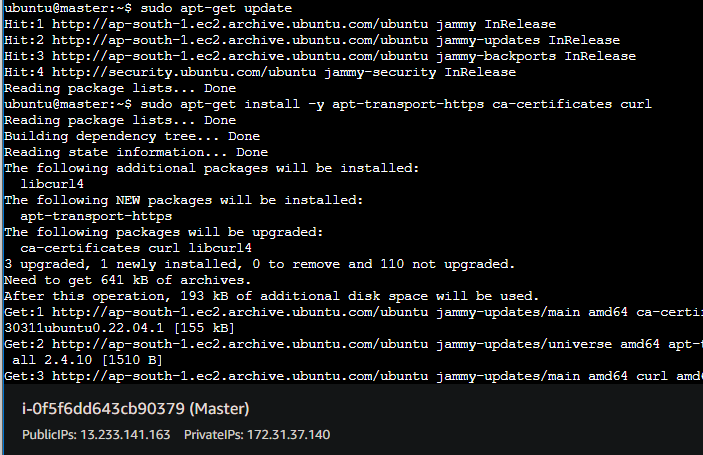 ubuntu@master:~$ sudo apt-get update
Hit:1 http://ap-south-1.ec2.archive.ubuntu.com/ubuntu jammy InRelease
Hit:2 http://ap-south-1.ec2.archive.ubuntu.com/ubuntu jammy-updates InRelease
Hit:3 http://ap-south-1.ec2.archive.ubuntu.com/ubuntu jammy-backports InRelease
Hit:4 http://security.ubuntu.com/ubuntu jammy-security InRelease
Reading package lists... Done
ubuntu@master:~$ sudo apt-get install -y apt-transport-https ca-certificates curl
Reading package lists... Done
Building dependency tree... Done
Reading state information... Done
The following additional packages will be installed:
  libcurl4
The following NEW packages will be installed:
  apt-transport-https
The following packages will be upgraded:
  ca-certificates curl libcurl4
3 upgraded, 1 newly installed, 0 to remove and 110 not upgraded.
Need to get 641 kB of archives.
After this operation, 193 kB of additional disk space will be used.
Get:1 http://ap-south-1.ec2.archive.ubuntu.com/ubuntu jammy-updates/main amd64 ca-certi
30311ubuntu0.22.04.1 [155 kB]
Get:2 http://ap-south-1.ec2.archive.ubuntu.com/ubuntu jammy-updates/universe amd64 apt-t
 all 2.4.10 [1510 B]
Get:3 http://ap-south-1.ec2.archive.ubuntu.com/ubuntu jammy-updates/main amd64 curl amd6
i-0f5f6dd643cb90379 (Master)
PublicIPs: 13.233.141.163 PrivateIPs: 172.31.37.140